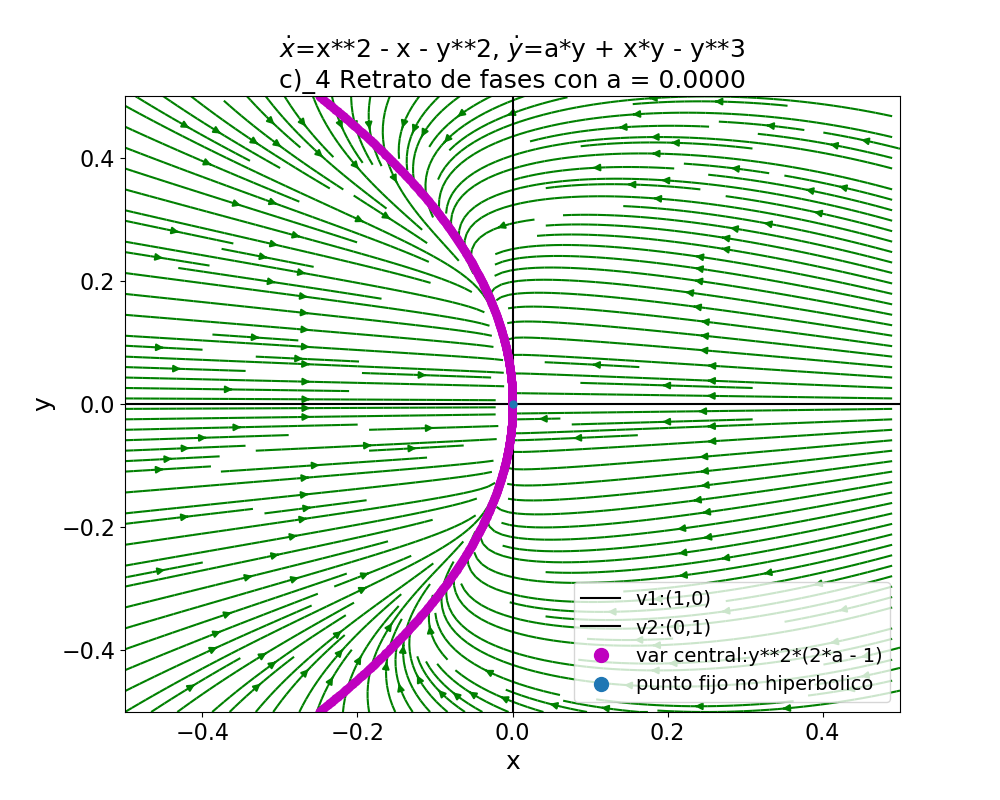 ẋ=x**2 - x - y**2, ẏ=a*y + x*y - y**3
c)_4 Retrato de fases con a = 0.0000
y
0.4
0.2
0.0
−0.2
−0.4
v1:(1,0)
v2:(0,1)
var central:y**2*(2*a - 1)
punto fijo no hiperbolico
−0.4 −0.2 0.0 0.2 0.4
x